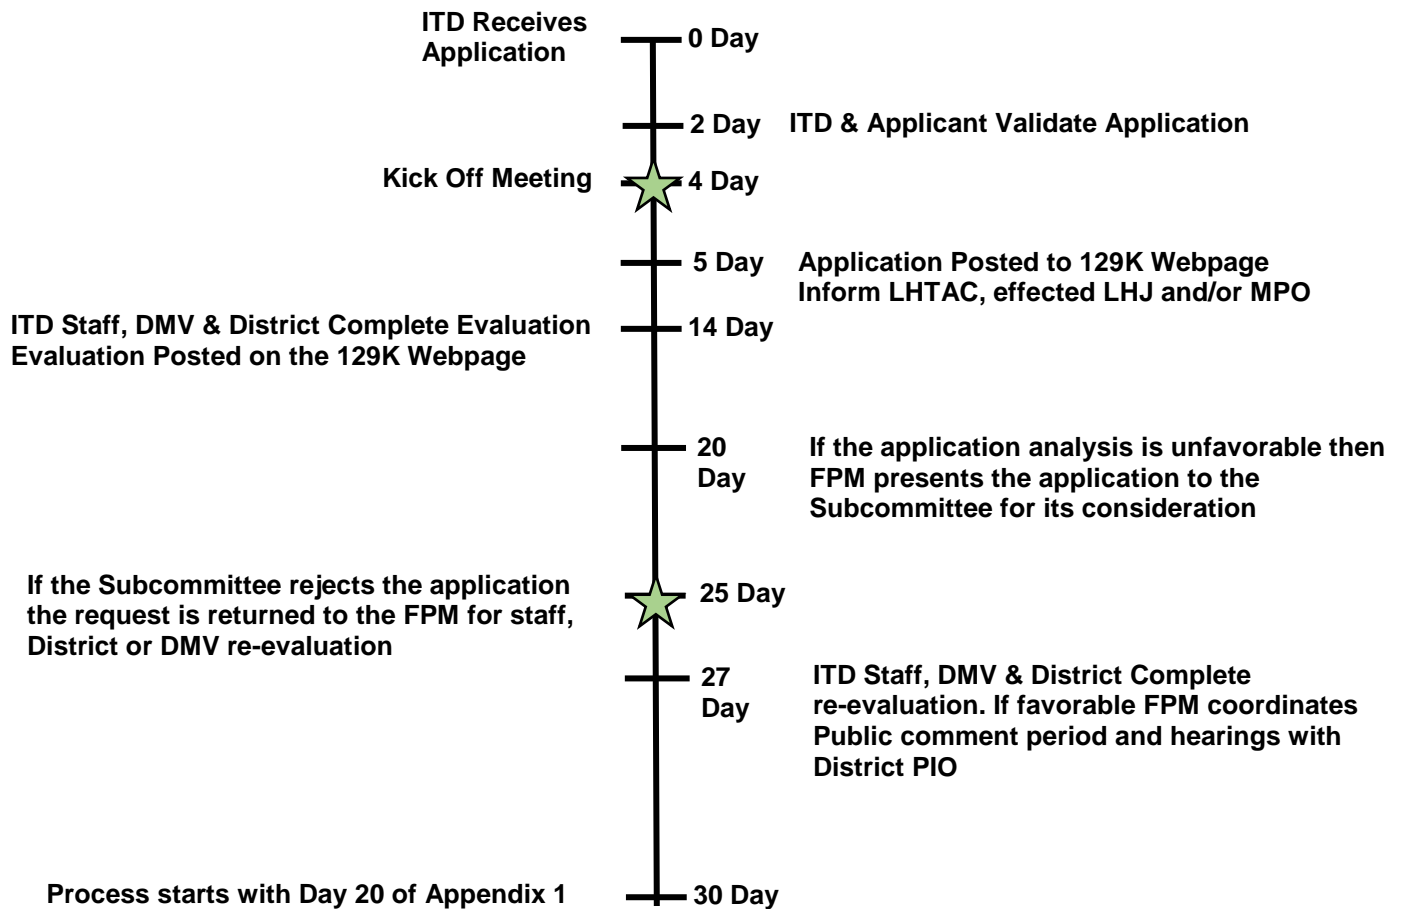 ITD Receives
Application
0 Day
2 Day
ITD & Applicant Validate Application
Kick Off Meeting
4 Day
5 Day
Application Posted to 129K Webpage
Inform LHTAC, effected LHJ and/or MPO
ITD Staff, DMV & District Complete Evaluation
Evaluation Posted on the 129K Webpage
14 Day
20
Day
If the application analysis is unfavorable then
FPM presents the application to the
Subcommittee for its consideration
If the Subcommittee rejects the application
the request is returned to the FPM for staff,
District or DMV re-evaluation
25 Day
27
Day
ITD Staff, DMV & District Complete
re-evaluation. If favorable FPM coordinates
Public comment period and hearings with
District PIO
Process starts with Day 20 of Appendix 1
30 Day